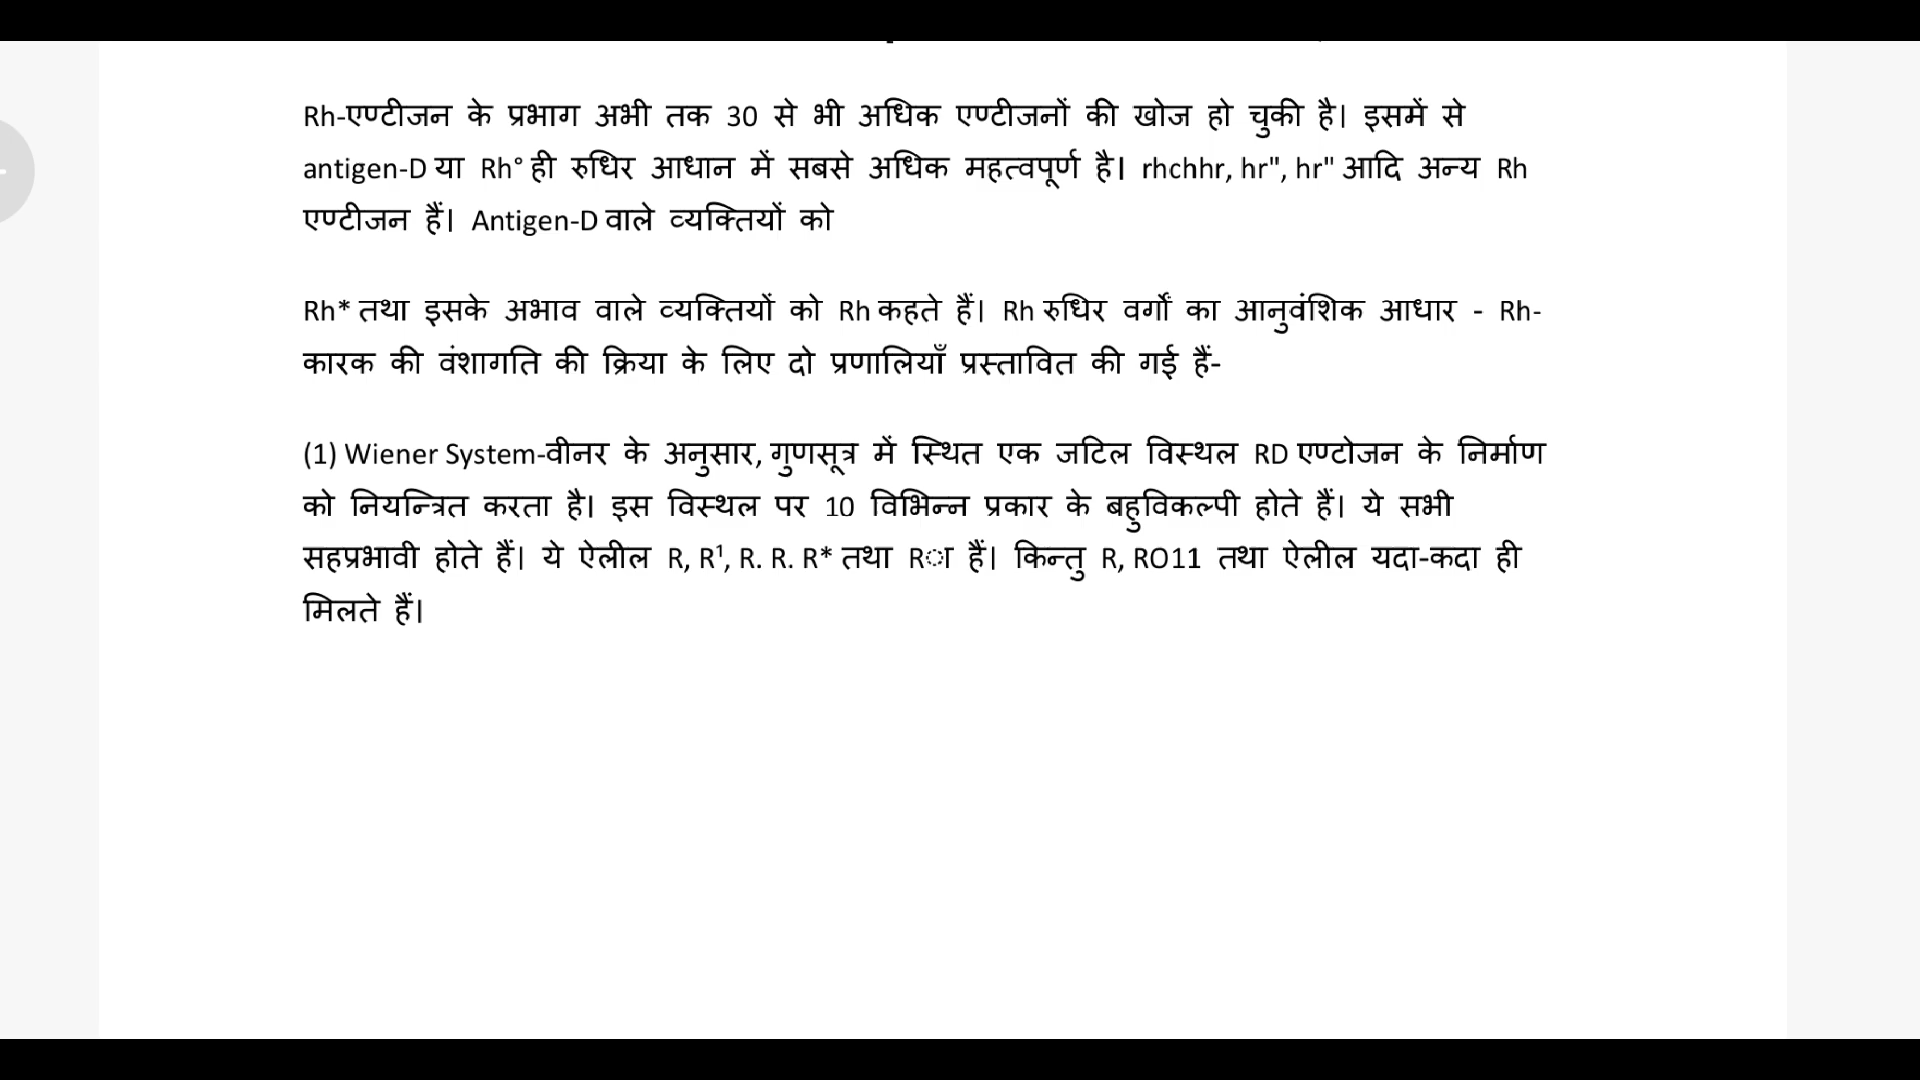 Rh-एण्टीजन के प्रभाग अभी तक 30 से भी अधिक एण्टीजनों की खोज हो चुकी है। इसमें से
antigen-D या Rh° ही रुधिर आधान में सबसे अधिक महत्वपूर्ण है। rhchhr, hr", hr" आदि अन्य Rh
एण्टीजन हैं। Antigen-D वाले व्यक्तियों को
Rh* तथा इसके अभाव वाले व्यक्तियों को Rh कहते हैं। Rh रुधिर वर्गों का आनुवंशिक आधार - Rh-
कारक की वंशागति की क्रिया के लिए दो प्रणालियाँ प्रस्तावित की गई हैं-
(1) Wiener System-वीनर के अनुसार, गुणसूत्र में स्थित एक जटिल विस्थल RD एण्टोजन के निर्माण
को नियन्त्रित करता है। इस विस्थल पर 10 विभिन्न प्रकार के बहुविकल्पी होते हैं। ये सभी
सहप्रभावी होते हैं। ये ऐलील R, R¹, R. R. R* तथा Rा हैं। किन्तु R, RO11 तथा ऐलील यदा-कदा ही
मिलते हैं।